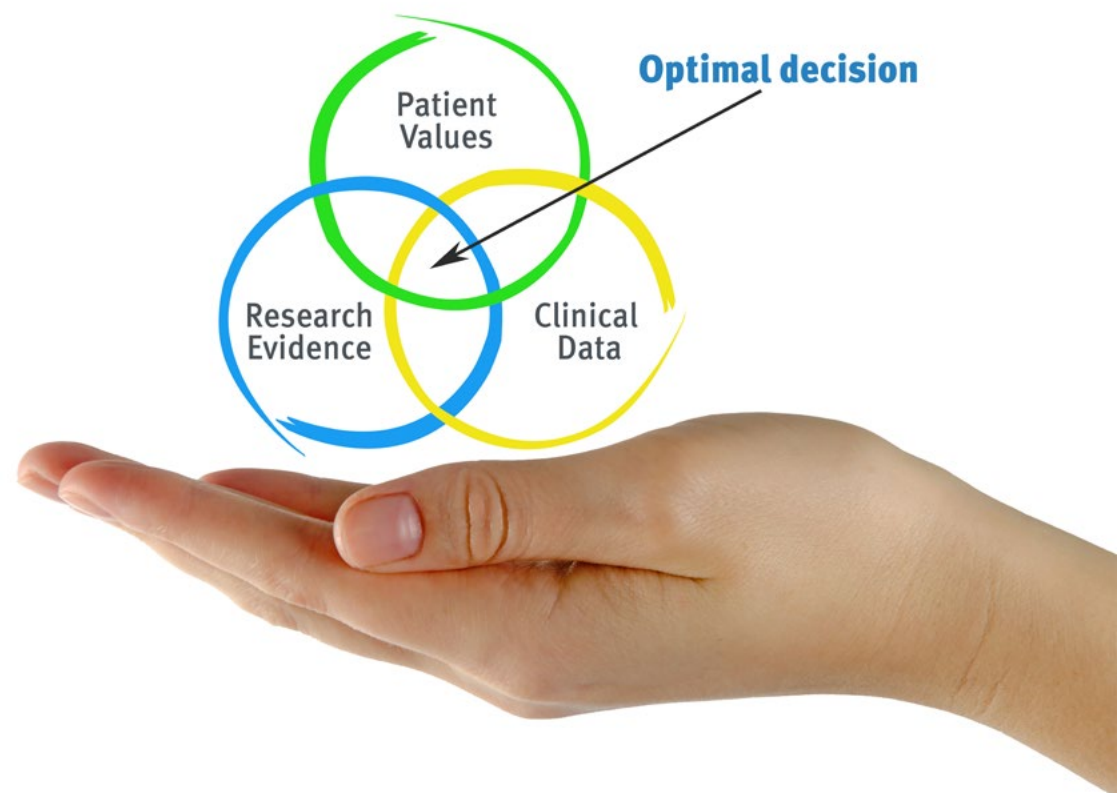 Optimal decision
Patient
Values
Research
Evidence
Clinical
Data